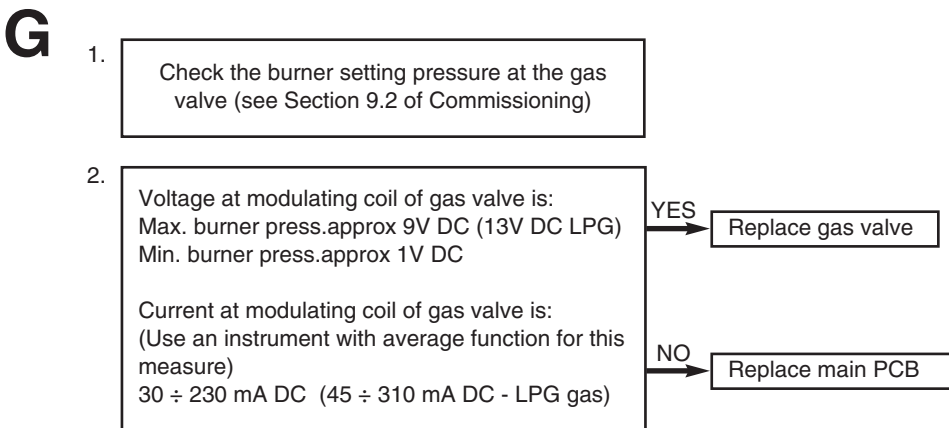 G
1.
Check the burner setting pressure at the gas
valve (see Section 9.2 of Commissioning)
2.
Voltage at modulating coil of gas valve is:
Max. burner press.approx 9V DC (13V DC LPG)
Min. burner press.approx 1V DC
YES
Replace gas valve
Current at modulating coil of gas valve is:
(Use an instrument with average function for this
measure)
30 ÷ 230 mA DC  (45 ÷ 310 mA DC - LPG gas)
NO
Replace main PCB